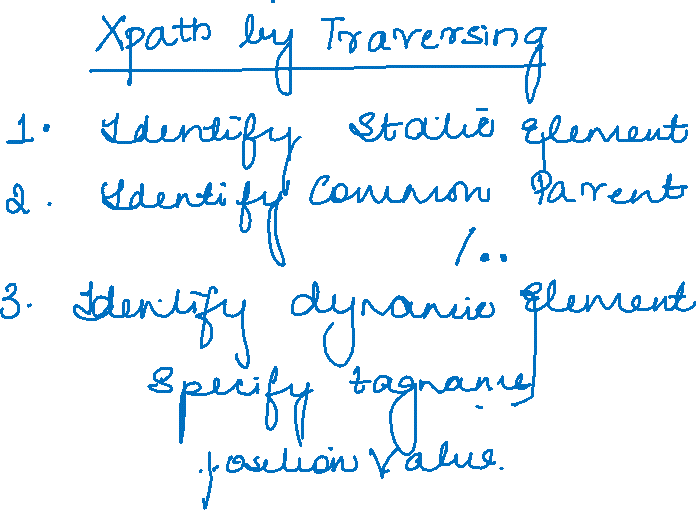 Xpath by Traversing
1. Identify Static Element
2. Identify Common Parent
/..
3. Identify dynamic Element
Specify tagname,
position value.